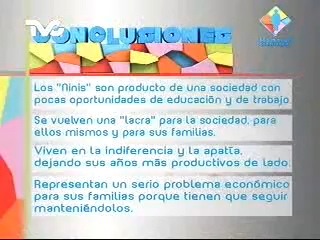 TVC
CONCLUSIONES
Los "Ninis" son producto de una sociedad con
pocas oportunidades de educación y de trabajo.
Se vuelven una "lacra" para la sociedad, para
ellos mismos y para sus familias.
Viven en la indiferencia y la apatía,
dejando sus años más productivos de lado.
Representan un serio problema económico
para sus familias porque tienen que seguir
manteniéndolos.